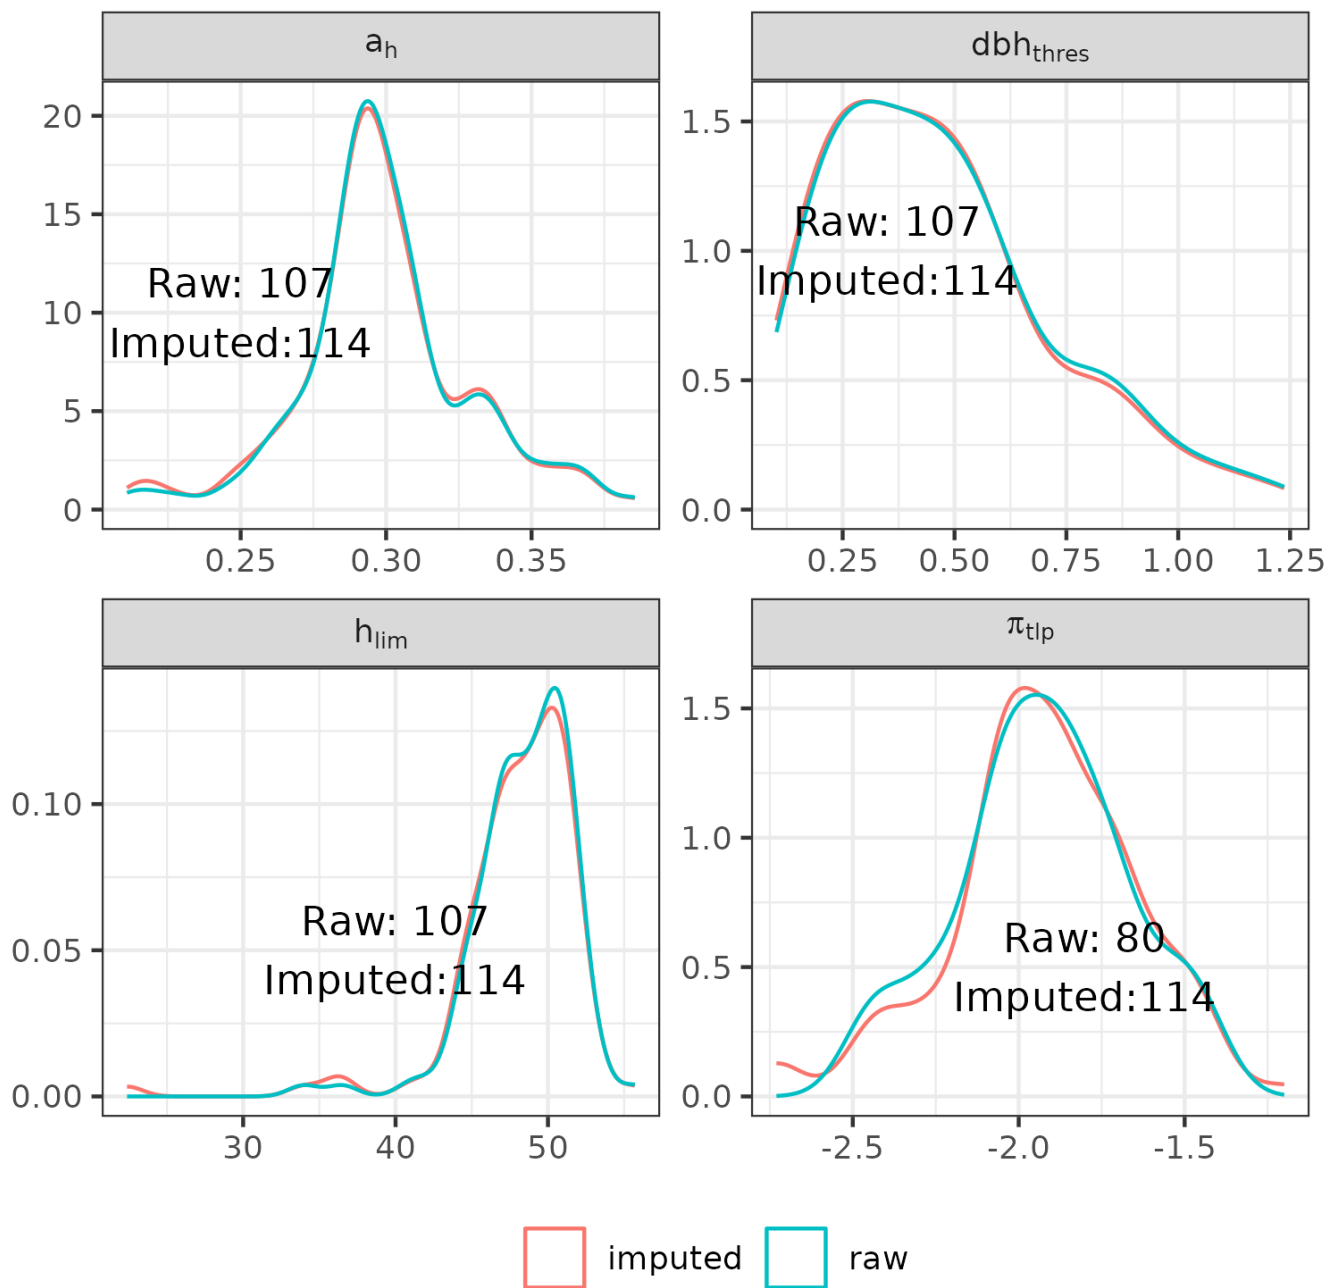 a_h
dbh_thres
20
15
10
5
0
Raw: 107
Imputed:114
0.25 0.30 0.35
1.5
1.0
0.5
0.0
Raw: 107
Imputed:114
0.25 0.50 0.75 1.00 1.25
h_lim
π_tlp
0.10
0.05
0.00
Raw: 107
Imputed:114
30 40 50
1.5
1.0
0.5
0.0
Raw: 80
Imputed:114
-2.5 -2.0 -1.5
imputed raw